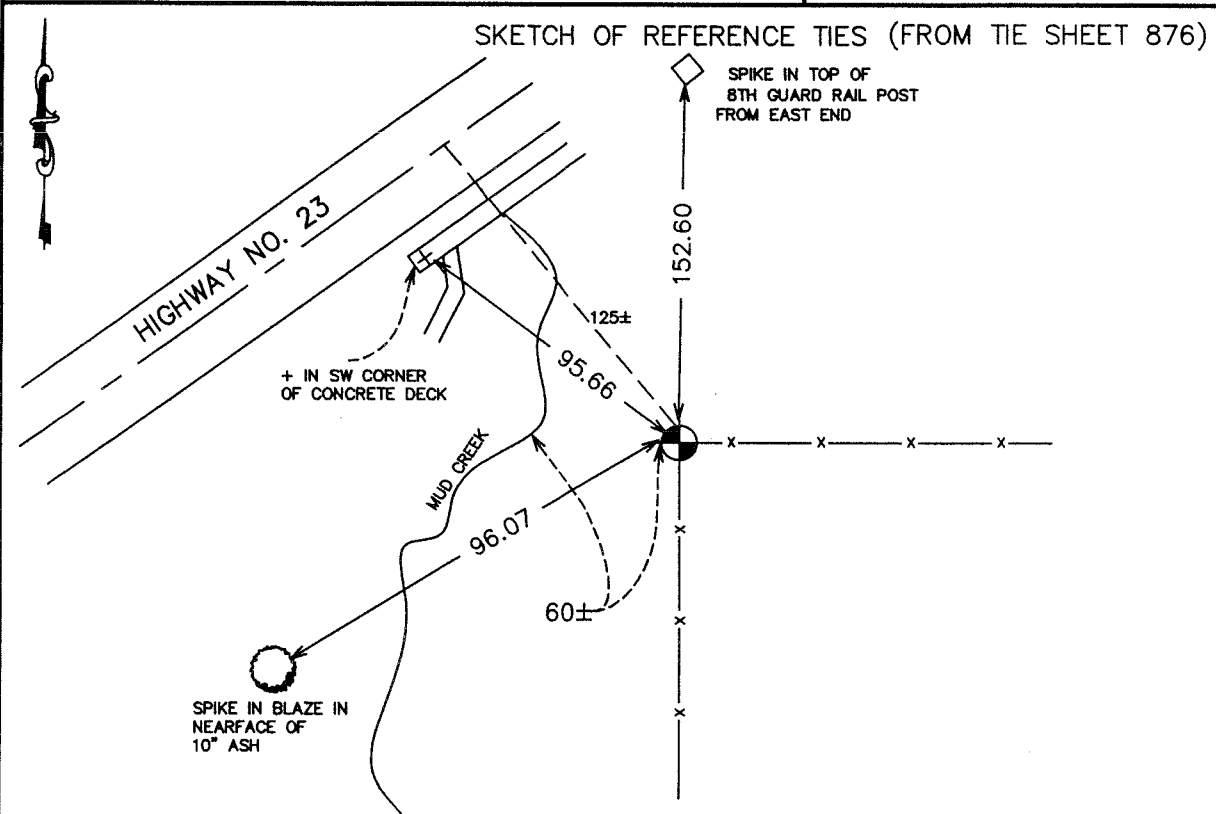 SKETCH OF REFERENCE TIES (FROM TIE SHEET 876)
SPIKE IN TOP OF
8TH GUARD RAIL POST
FROM EAST END
HIGHWAY NO. 23
152.60
125±
95.66
+ IN SW CORNER
OF CONCRETE DECK
MUD CREEK
96.07
60±
SPIKE IN BLAZE IN
NEARFACE OF
10" ASH
x x x x
x
x
x